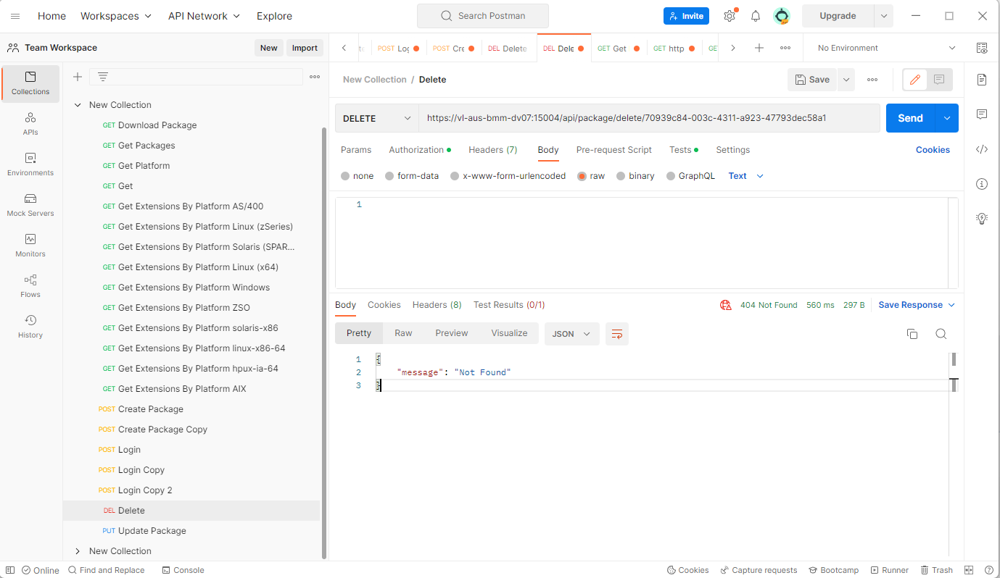 Home Workspaces API Network Explore Search Postman Invite Upgrade
Team Workspace New Import
POST Log POST Cre DEL Delete DEL Dele GET Get GET http GE No Environment
Collections
APIs
Environments
Mock Servers
Monitors
Flows
History
New Collection
GET Download Package
GET Get Packages
GET Get Platform
GET Get
GET Get Extensions By Platform AS/400
GET Get Extensions By Platform Linux (zSeries)
GET Get Extensions By Platform Solaris (SPAR...
GET Get Extensions By Platform Linux (x64)
GET Get Extensions By Platform Windows
GET Get Extensions By Platform ZSO
GET Get Extensions By Platform solaris-x86
GET Get Extensions By Platform linux-x86-64
GET Get Extensions By Platform hpux-ia-64
GET Get Extensions By Platform AIX
POST Create Package
POST Create Package Copy
POST Login
POST Login Copy
POST Login Copy 2
DEL Delete
PUT Update Package
New Collection
New Collection / Delete Save
DELETE https://vl-aus-bmm-dv07:15004/api/package/delete/70939c84-003c-4311-a923-47793dec58a1 Send
Params Authorization Headers (7) Body Pre-request Script Tests Settings Cookies
none form-data x-www-form-urlencoded raw binary GraphQL Text
1
Body Cookies Headers (8) Test Results (0/1) 404 Not Found 560 ms 297 B Save Response
Pretty Raw Preview Visualize JSON
1 {
2 "message": "Not Found"
3 }
Online Find and Replace Console Cookies Capture requests Bootcamp Runner Trash